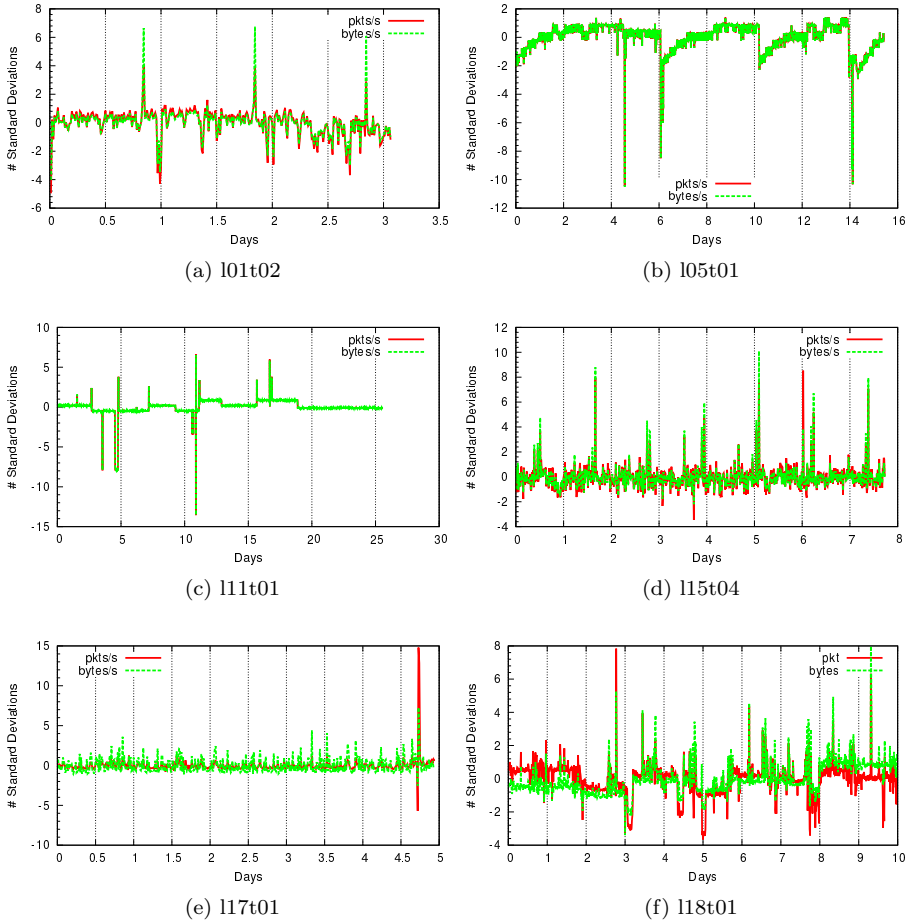 # Standard Deviations
8
6
4
2
0
-2
-4
-6
pkts/s
bytes/s
0 0.5 1 1.5 2 2.5 3 3.5
Days
(a) l01t02
# Standard Deviations
2
0
-2
-4
-6
-8
-10
-12
pkts/s
bytes/s
0 2 4 6 8 10 12 14 16
Days
(b) l05t01
# Standard Deviations
10
5
0
-5
-10
-15
pkts/s
bytes/s
0 5 10 15 20 25 30
Days
(c) l11t01
# Standard Deviations
12
10
8
6
4
2
0
-2
-4
pkts/s
bytes/s
0 1 2 3 4 5 6 7 8
Days
(d) l15t04
# Standard Deviations
15
10
5
0
-5
-10
pkts/s
bytes/s
0 0.5 1 1.5 2 2.5 3 3.5 4 4.5 5
Days
(e) l17t01
# Standard Deviations
8
6
4
2
0
-2
-4
pkt
bytes
0 1 2 3 4 5 6 7 8 9 10
Days
(f) l18t01